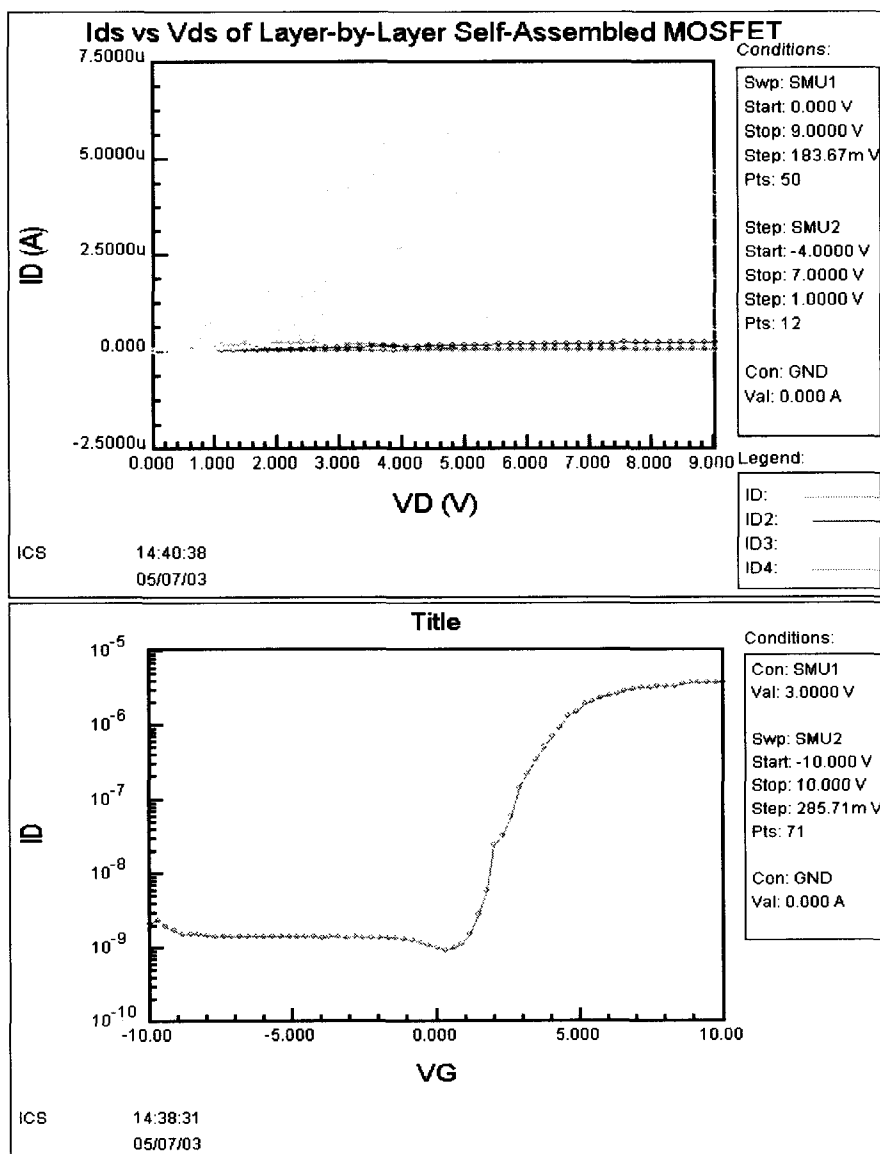 Ids vs Vds of Layer-by-Layer Self-Assembled MOSFET
Conditions:
7.5000u
5.0000u
2.5000u
0.000
-2.5000u
ID (A)
0.000 1.000 2.000 3.000 4.000 5.000 6.000 7.000 8.000 9.000
VD (V)
Swp: SMU1
Start: 0.000 V
Stop: 9.0000 V
Step: 183.67m V
Pts: 50
Step: SMU2
Start: -4.0000 V
Stop: 7.0000 V
Step: 1.0000 V
Pts: 12
Con: GND
Val: 0.000 A
Legend:
ID:
ID2:
ID3:
ID4:
ICS 14:40:38
05/07/03
Title
Conditions:
10-5
10-6
10-7
10-8
10-9
10-10
ID
-10.00 -5.000 0.000 5.000 10.00
VG
Con: SMU1
Val: 3.0000 V
Swp: SMU2
Start: -10.000 V
Stop: 10.000 V
Step: 285.71m V
Pts: 71
Con: GND
Val: 0.000 A
ICS 14:38:31
05/07/03